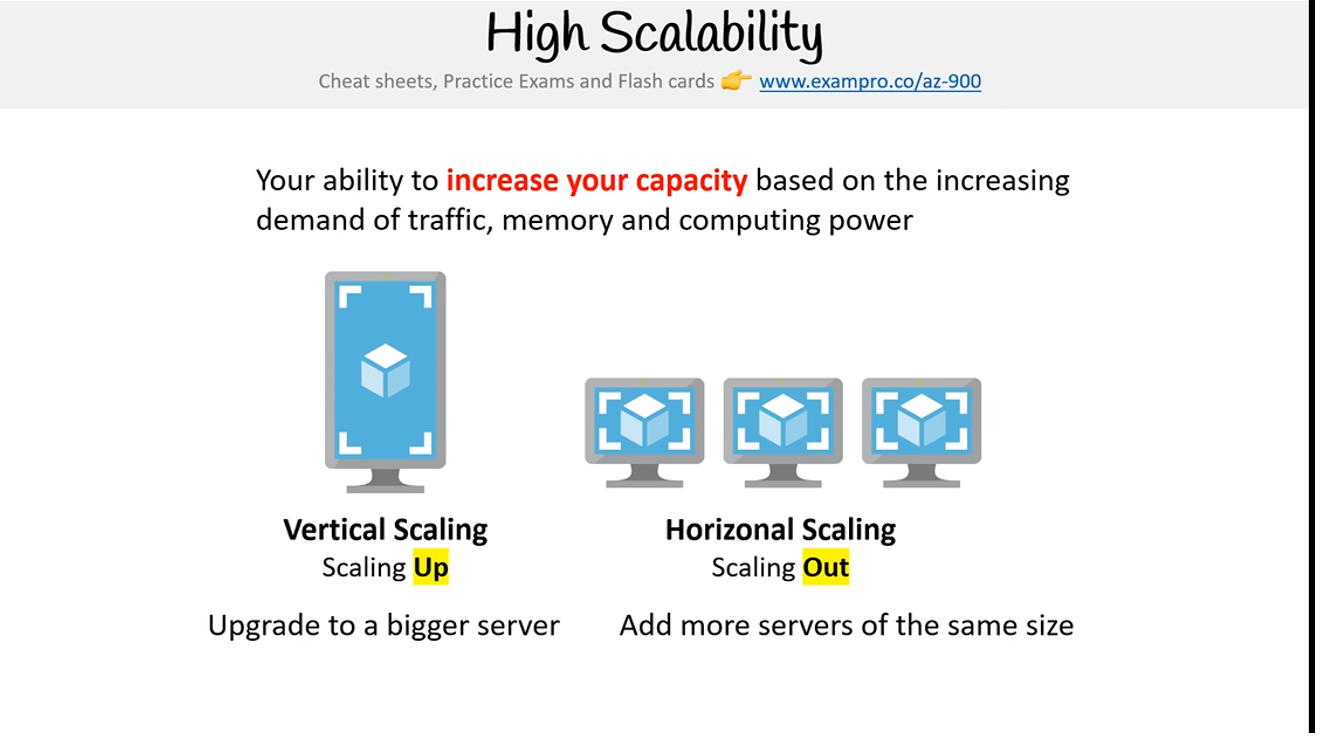 High Scalability
Cheat sheets, Practice Exams and Flash cards 👉 www.exampro.co/az-900
Your ability to increase your capacity based on the increasing
demand of traffic, memory and computing power
Vertical Scaling
Scaling Up
Upgrade to a bigger server
Horizonal Scaling
Scaling Out
Add more servers of the same size